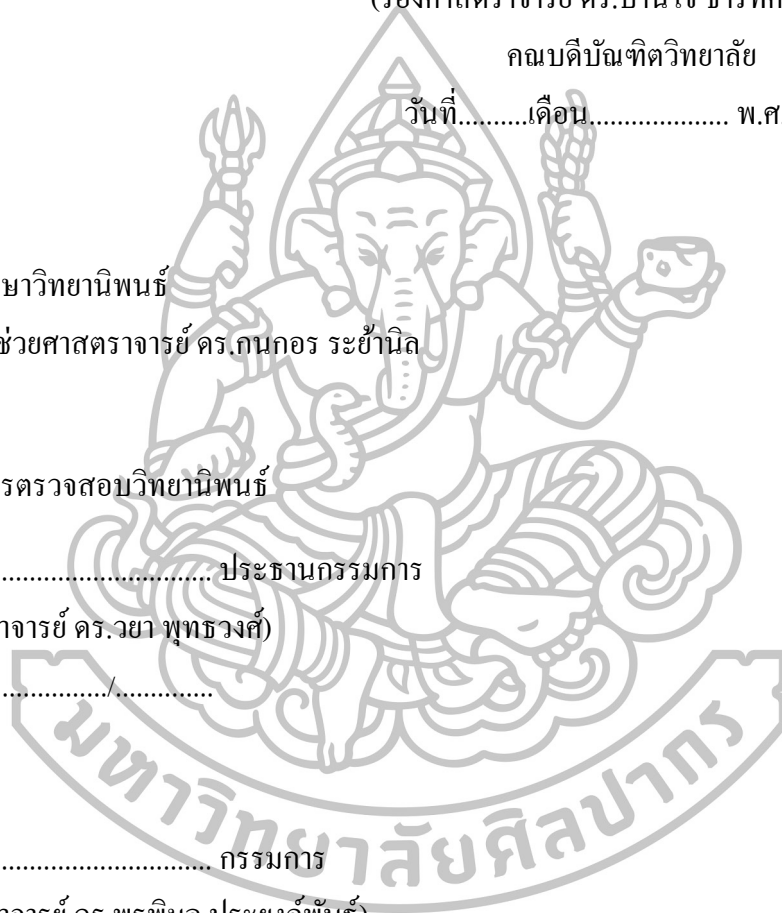 คณบดีบัณฑิตวิทยาลัย
วันที่..........เดือน.................... พ.ศ
ษาวิทยานิพนธ์
ช่วยศาสตราจารย์ ดร.กนกอร ระย้านิล
รตรวจสอบวิทยานิพนธ์
.............................. ประธานกรรมการ
าจารย์ ดร.วยา พุทธวงศ์)
.............../..............
.............................. กรรมการ
มหาวิทยาลัยศิลปากร